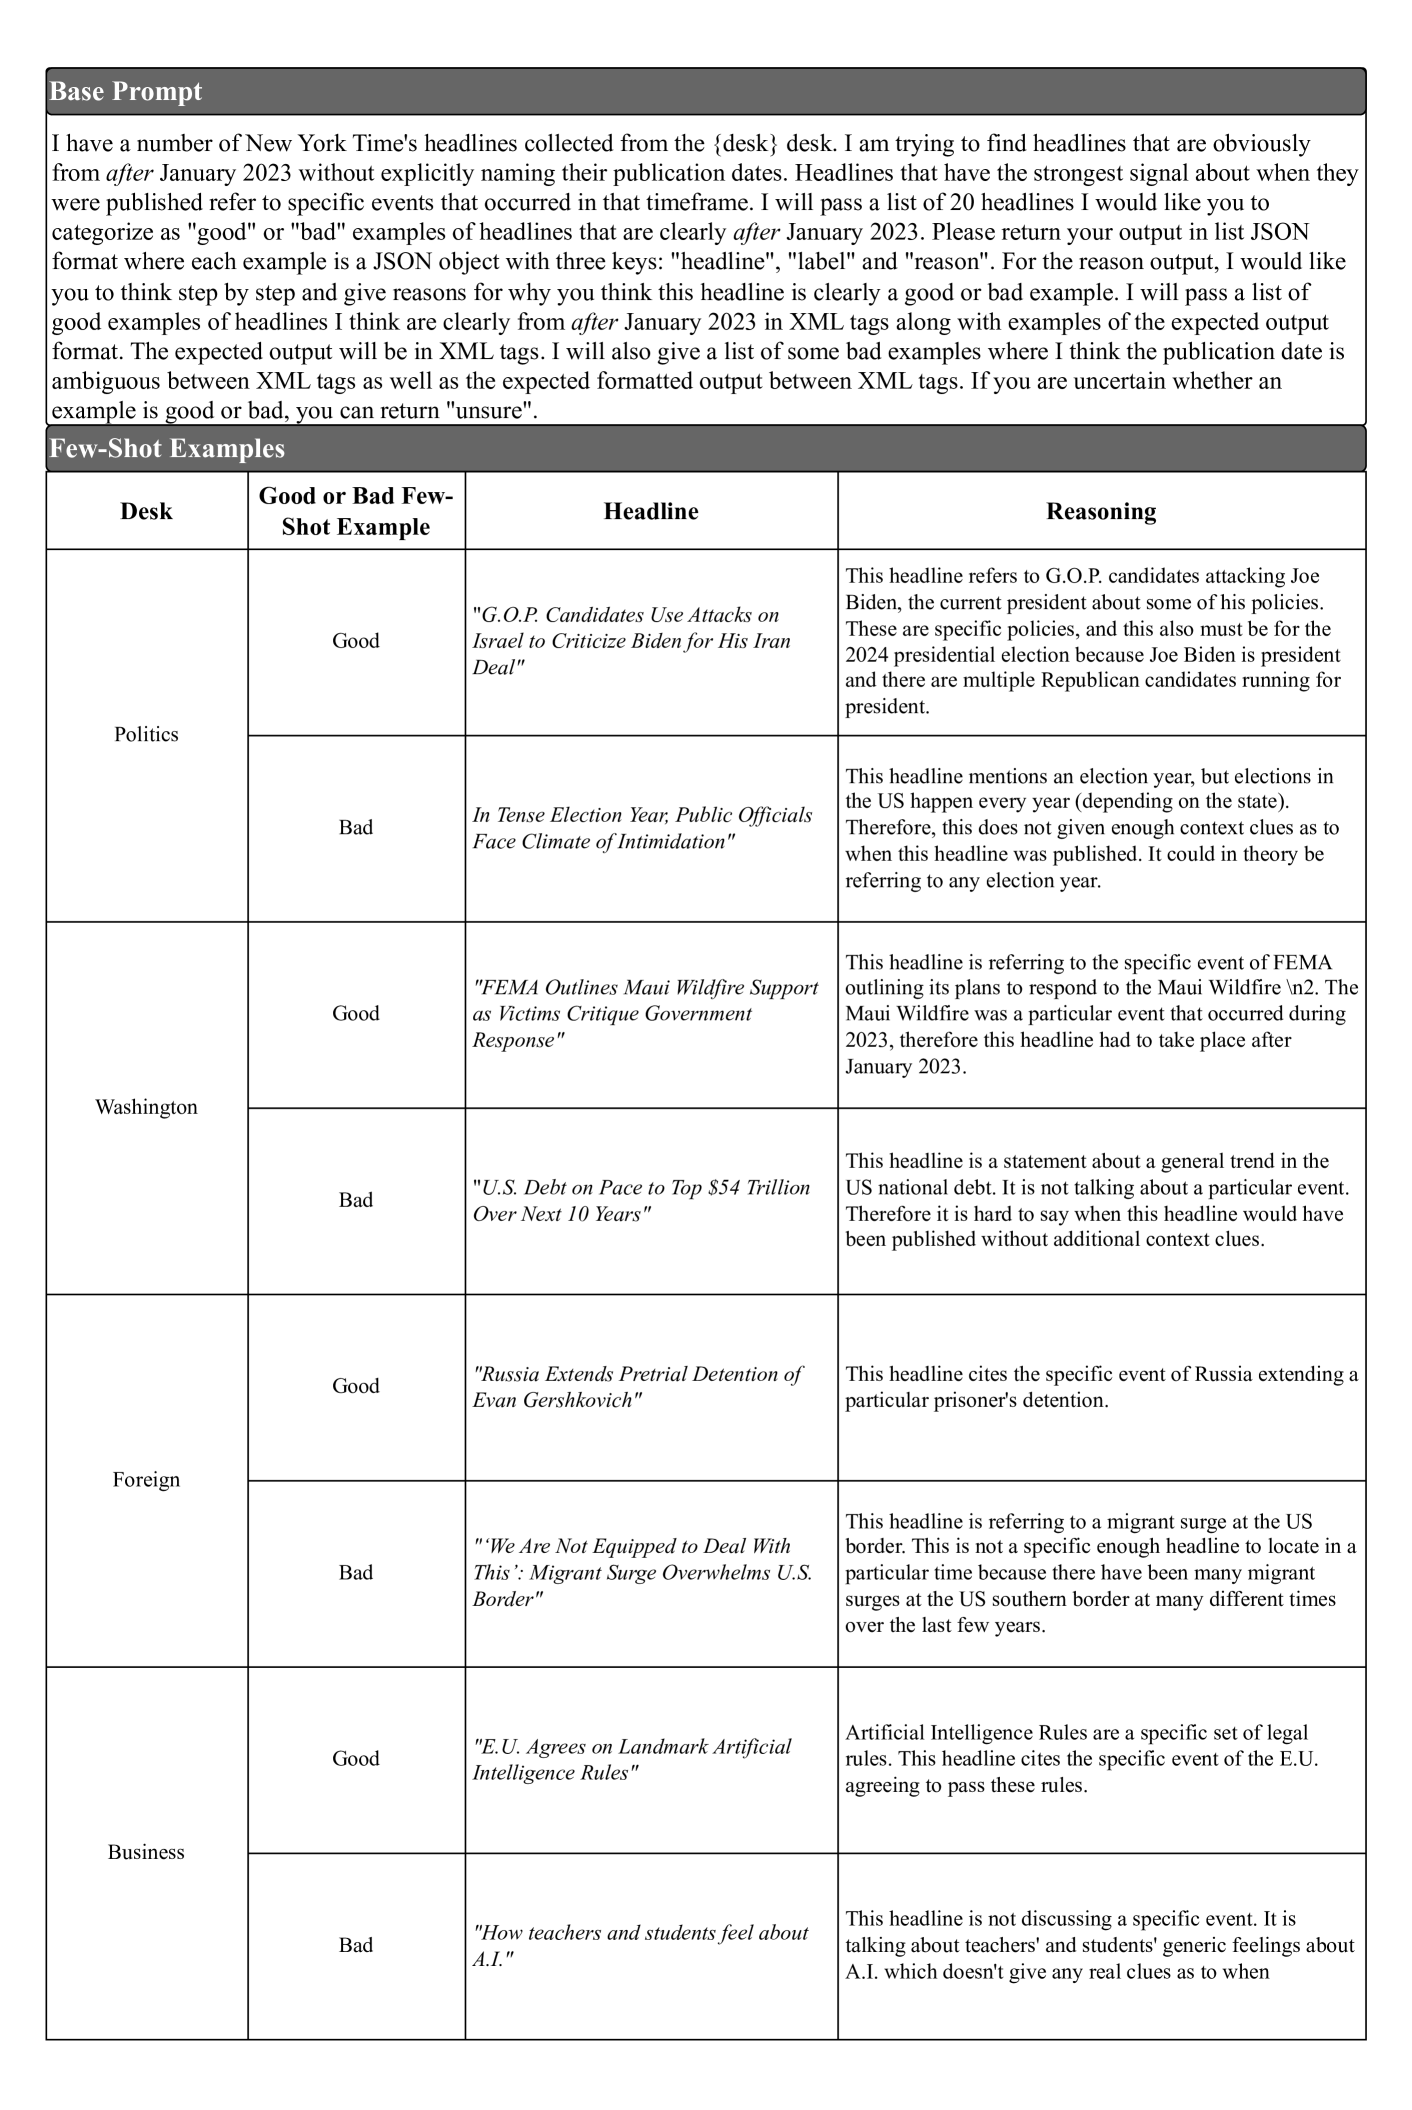 Base Prompt
I have a number of New York Time's headlines collected from the {desk} desk. I am trying to find headlines that are obviously
from after January 2023 without explicitly naming their publication dates. Headlines that have the strongest signal about when they
were published refer to specific events that occurred in that timeframe. I will pass a list of 20 headlines I would like you to
categorize as "good" or "bad" examples of headlines that are clearly after January 2023. Please return your output in list JSON
format where each example is a JSON object with three keys: "headline", "label" and "reason". For the reason output, I would like
you to think step by step and give reasons for why you think this headline is clearly a good or bad example. I will pass a list of
good examples of headlines I think are clearly from after January 2023 in XML tags along with examples of the expected output
format. The expected output will be in XML tags. I will also give a list of some bad examples where I think the publication date is
ambiguous between XML tags as well as the expected formatted output between XML tags. If you are uncertain whether an
example is good or bad, you can return "unsure".
Few-Shot Examples
Desk
Good or Bad Few-
Shot Example
Headline
Reasoning
Politics
Good
"G.O.P. Candidates Use Attacks on
Israel to Criticize Biden for His Iran
Deal"
This headline refers to G.O.P. candidates attacking Joe
Biden, the current president about some of his policies.
These are specific policies, and this also must be for the
2024 presidential election because Joe Biden is president
and there are multiple Republican candidates running for
president.
Bad
In Tense Election Year, Public Officials
Face Climate of Intimidation"
This headline mentions an election year, but elections in
the US happen every year (depending on the state).
Therefore, this does not given enough context clues as to
when this headline was published. It could in theory be
referring to any election year.
Washington
Good
"FEMA Outlines Maui Wildfire Support
as Victims Critique Government
Response"
This headline is referring to the specific event of FEMA
outlining its plans to respond to the Maui Wildfire \n2. The
Maui Wildfire was a particular event that occurred during
2023, therefore this headline had to take place after
January 2023.
Bad
"U.S. Debt on Pace to Top $54 Trillion
Over Next 10 Years"
This headline is a statement about a general trend in the
US national debt. It is not talking about a particular event.
Therefore it is hard to say when this headline would have
been published without additional context clues.
Foreign
Good
"Russia Extends Pretrial Detention of
Evan Gershkovich"
This headline cites the specific event of Russia extending a
particular prisoner's detention.
Bad
"‘We Are Not Equipped to Deal With
This’: Migrant Surge Overwhelms U.S.
Border"
This headline is referring to a migrant surge at the US
border. This is not a specific enough headline to locate in a
particular time because there have been many migrant
surges at the US southern border at many different times
over the last few years.
Business
Good
"E.U. Agrees on Landmark Artificial
Intelligence Rules"
Artificial Intelligence Rules are a specific set of legal
rules. This headline cites the specific event of the E.U.
agreeing to pass these rules.
Bad
"How teachers and students feel about
A.I."
This headline is not discussing a specific event. It is
talking about teachers' and students' generic feelings about
A.I. which doesn't give any real clues as to when